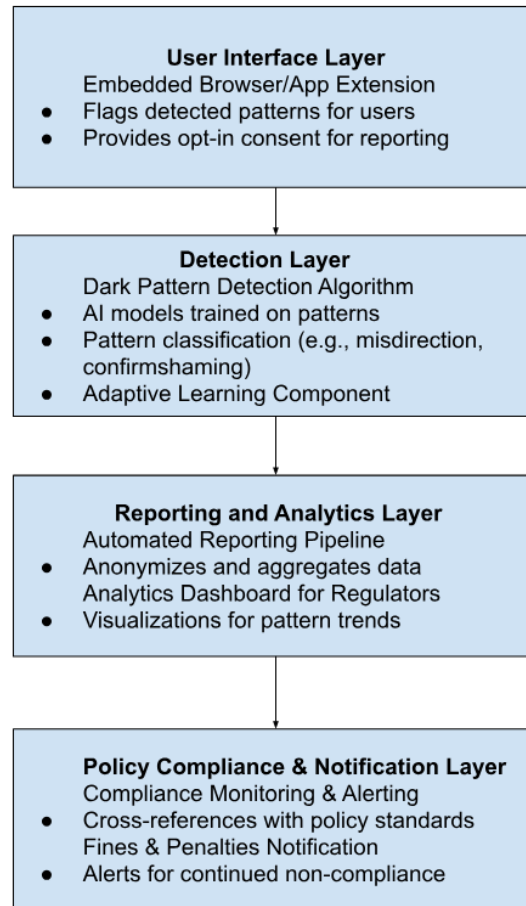 User Interface Layer
Embedded Browser/App Extension
● Flags detected patterns for users
● Provides opt-in consent for reporting
Detection Layer
Dark Pattern Detection Algorithm
● AI models trained on patterns
● Pattern classification (e.g., misdirection,
confirmshaming)
● Adaptive Learning Component
Reporting and Analytics Layer
Automated Reporting Pipeline
● Anonymizes and aggregates data
Analytics Dashboard for Regulators
● Visualizations for pattern trends
Policy Compliance & Notification Layer
Compliance Monitoring & Alerting
● Cross-references with policy standards
Fines & Penalties Notification
● Alerts for continued non-compliance